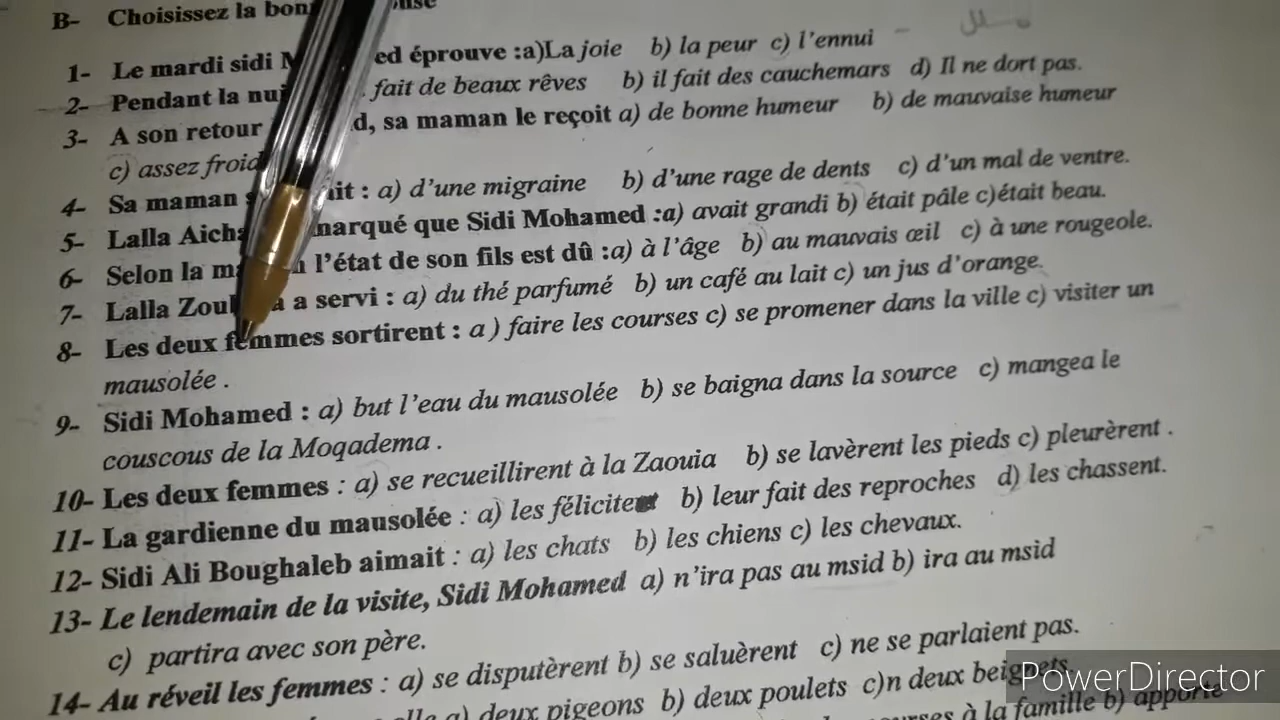 B- Choisissez la bon
1- Le mardi sidi M ed éprouve :a)La joie b) la peur c) l'ennui
2- Pendant la nui fait de beaux rêves b) il fait des cauchemars d) Il ne dort pas.
3- A son retour d, sa maman le reçoit a) de bonne humeur b) de mauvaise humeur
c) assez froid
4- Sa maman s it : a) d'une migraine b) d'une rage de dents c) d'un mal de ventre.
5- Lalla Aicha marqué que Sidi Mohamed :a) avait grandi b) était pâle c)était beau.
6- Selon la ma n l'état de son fils est dû :a) à l'âge b) au mauvais œil c) à une rougeole.
7- Lalla Zoul a a servi : a) du thé parfumé b) un café au lait c) un jus d'orange.
8- Les deux femmes sortirent : a ) faire les courses c) se promener dans la ville c) visiter un
mausolée .
9- Sidi Mohamed : a) but l'eau du mausolée b) se baigna dans la source c) mangea le
couscous de la Moqadema .
10- Les deux femmes : a) se recueillirent à la Zaouia b) se lavèrent les pieds c) pleurèrent .
11- La gardienne du mausolée : a) les félicite b) leur fait des reproches d) les chassent.
12- Sidi Ali Boughaleb aimait : a) les chats b) les chiens c) les chevaux.
13- Le lendemain de la visite, Sidi Mohamed a) n'ira pas au msid b) ira au msid
c) partira avec son père.
14- Au réveil les femmes : a) se disputèrent b) se saluèrent c) ne se parlaient pas.
a) deux pigeons b) deux poulets c)n deux beignets
à la famille b) apporte
PowerDirector